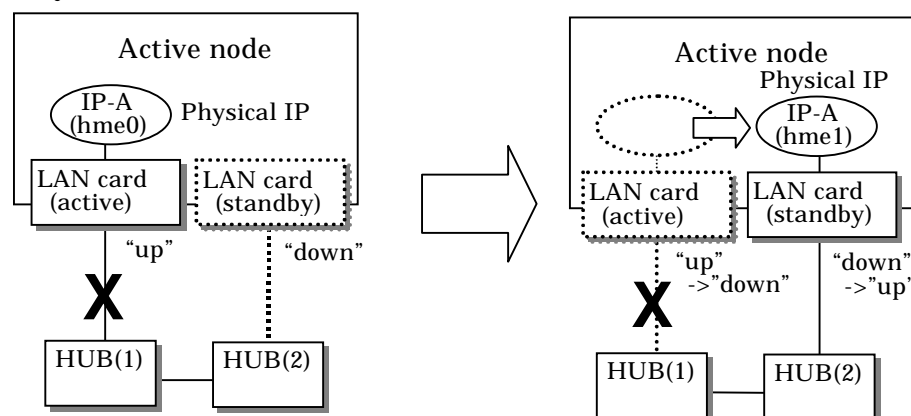 Active node
IP-A
(hme0)
Physical IP
LAN card
(active)
LAN card
(standby)
“up”
“down”
HUB(1)
HUB(2)
Active node
Physical IP
IP-A
(hme1)
LAN card
(active)
LAN card
(standby)
“up”
->”down”
“down”
->”up’
X
X
HUB(1)
HUB(2)